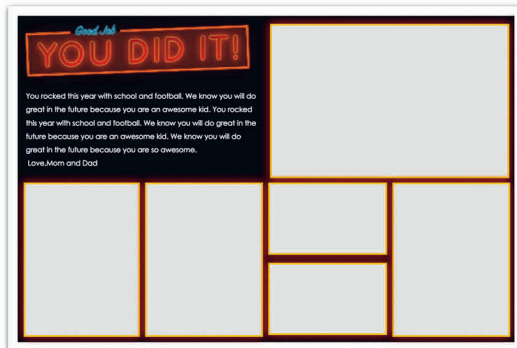 Good Job
YOU DID IT!
You rocked this year with school and football. We know you will do
great in the future because you are an awesome kid. You rocked
this year with school and football. We know you will do great in the
future because you are an awesome kid. We know you will do
great in the future because you are so awesome.
Love,Mom and Dad